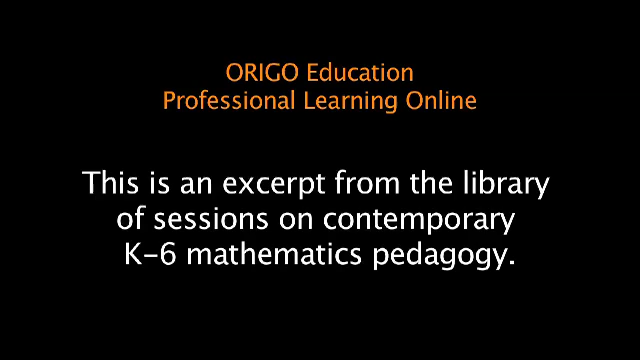 ORIGO Education
Professional Learning Online
This is an excerpt from the library
of sessions on contemporary
K-6 mathematics pedagogy.